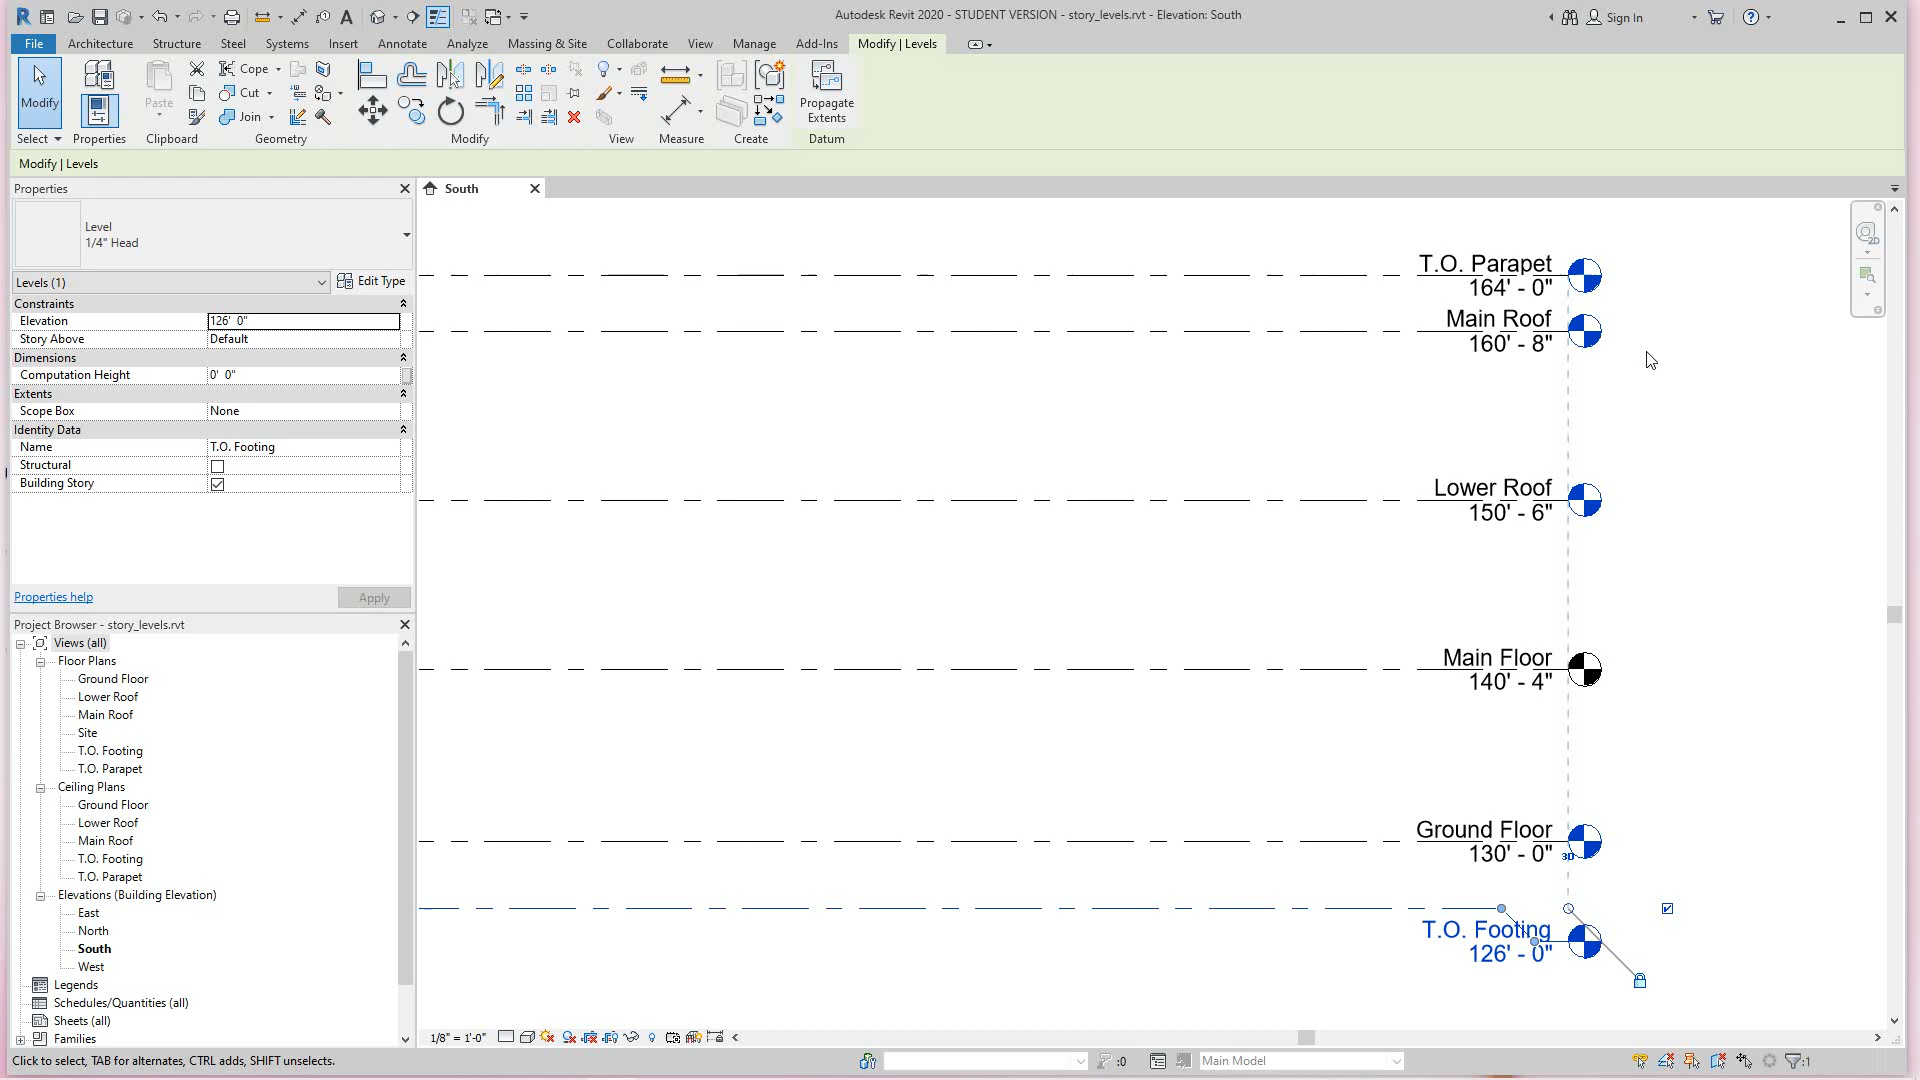 Autodesk Revit 2020 - STUDENT VERSION - story_levels.rvt - Elevation: South
Sign In
File
Architecture
Structure
Steel
Systems
Insert
Annotate
Analyze
Massing & Site
Collaborate
View
Manage
Add-Ins
Modify | Levels
Modify
Paste
Cope
Cut
Join
Propagate
Extents
Select
Properties
Clipboard
Geometry
Modify
View
Measure
Create
Datum
Modify | Levels
Properties
Level
1/4" Head
Levels (1)
Edit Type
Constraints
Elevation
126'  0"
Story Above
Default
Dimensions
Computation Height
0'  0"
Extents
Scope Box
None
Identity Data
Name
T.O. Footing
Structural
Building Story
Properties help
Apply
Project Browser - story_levels.rvt
Views (all)
Floor Plans
Ground Floor
Lower Roof
Main Roof
Site
T.O. Footing
T.O. Parapet
Ceiling Plans
Ground Floor
Lower Roof
Main Roof
T.O. Footing
T.O. Parapet
Elevations (Building Elevation)
East
North
South
West
Legends
Schedules/Quantities (all)
Sheets (all)
Families
South
2D
T.O. Parapet
164' - 0"
Main Roof
160' - 8"
Lower Roof
150' - 6"
Main Floor
140' - 4"
Ground Floor
130' - 0"
3D
T.O. Footing
126' - 0"
1/8" = 1'-0"
Click to select, TAB for alternates, CTRL adds, SHIFT unselects.
:0
Main Model
:1